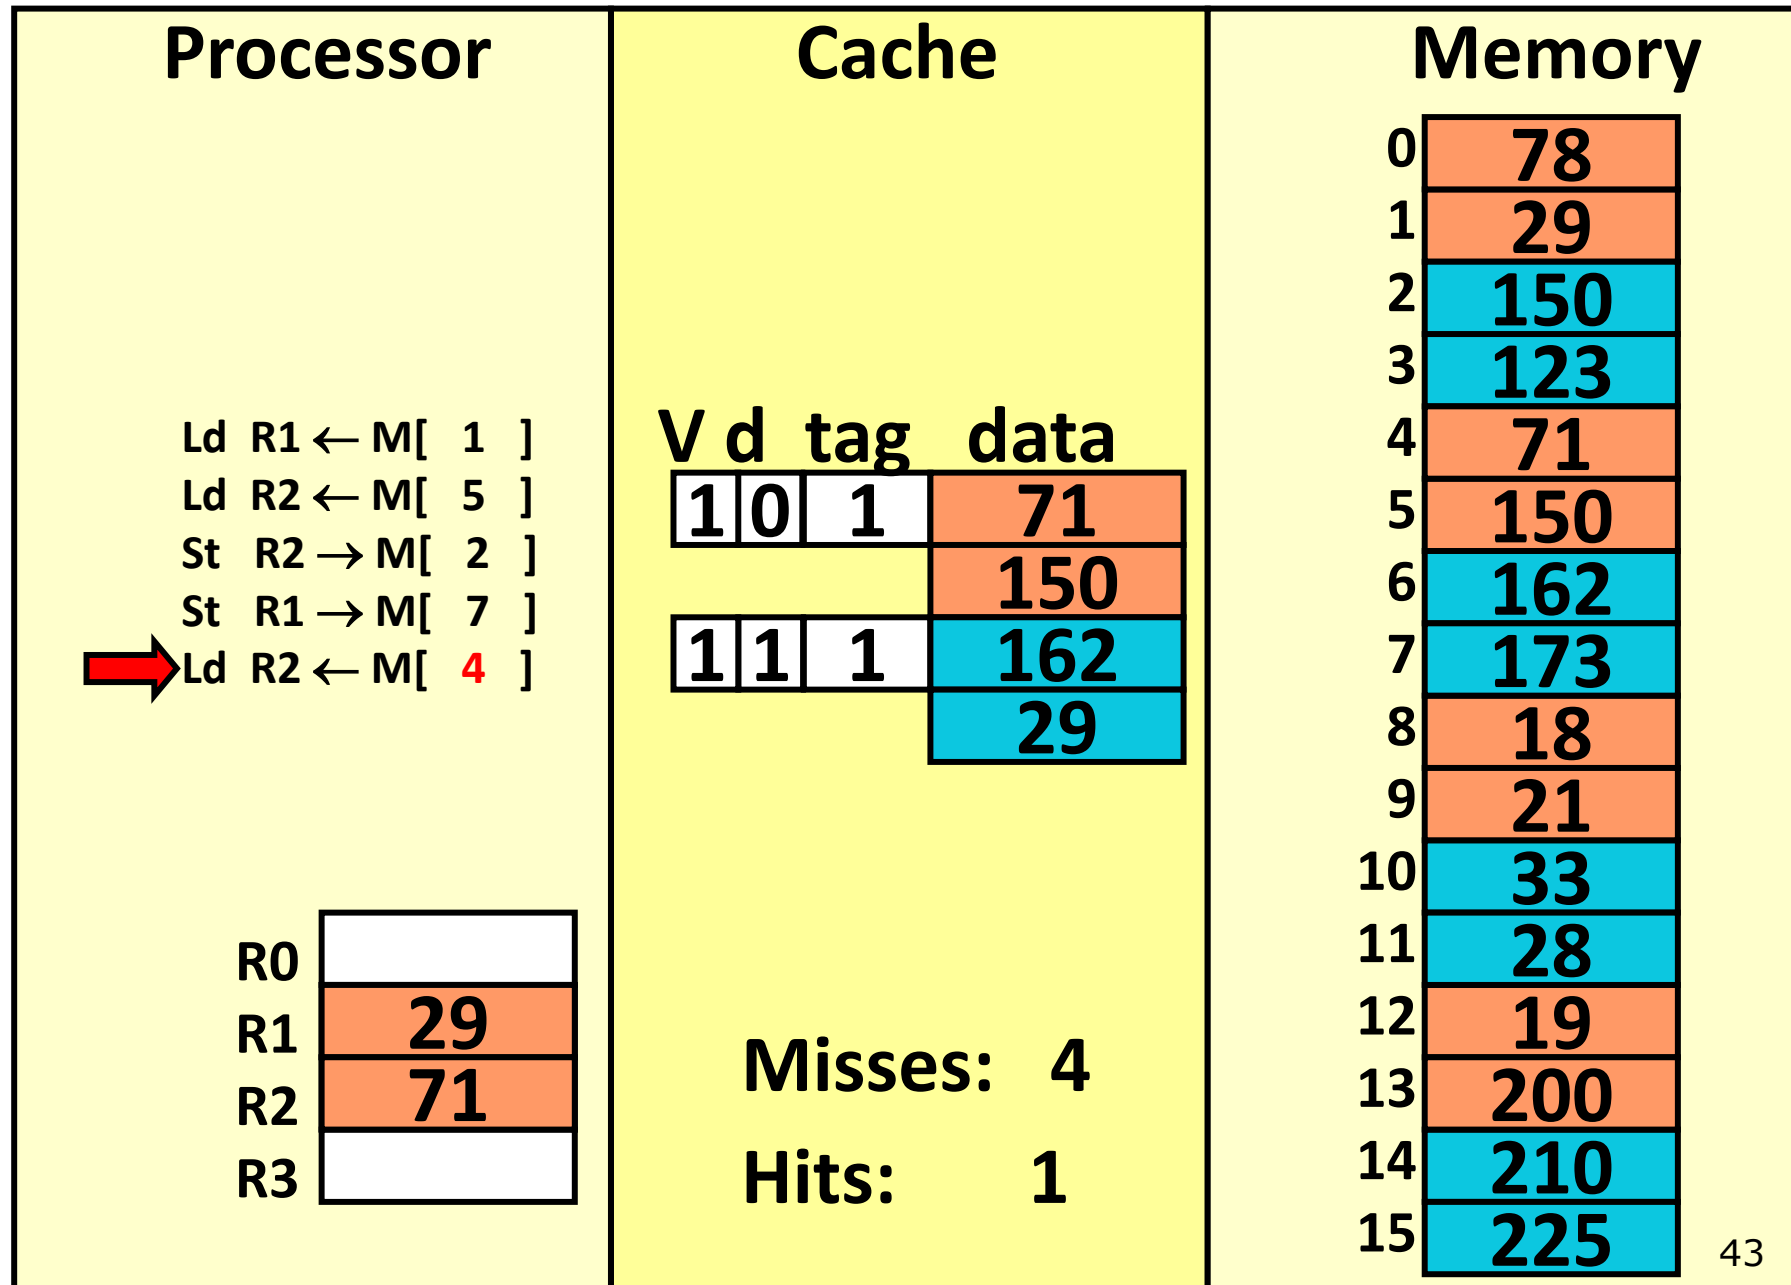 Processor
Ld R1 ← M[ 1 ]
Ld R2 ← M[ 5 ]
St R2 → M[ 2 ]
St R1 → M[ 7 ]
Ld R2 ← M[ 4 ]
R0
R1 29
R2 71
R3
Cache
V d tag data
1 0 1 71
150
1 1 1 162
29
Misses: 4
Hits: 1
Memory
0 78
1 29
2 150
3 123
4 71
5 150
6 162
7 173
8 18
9 21
10 33
11 28
12 19
13 200
14 210
15 225
43